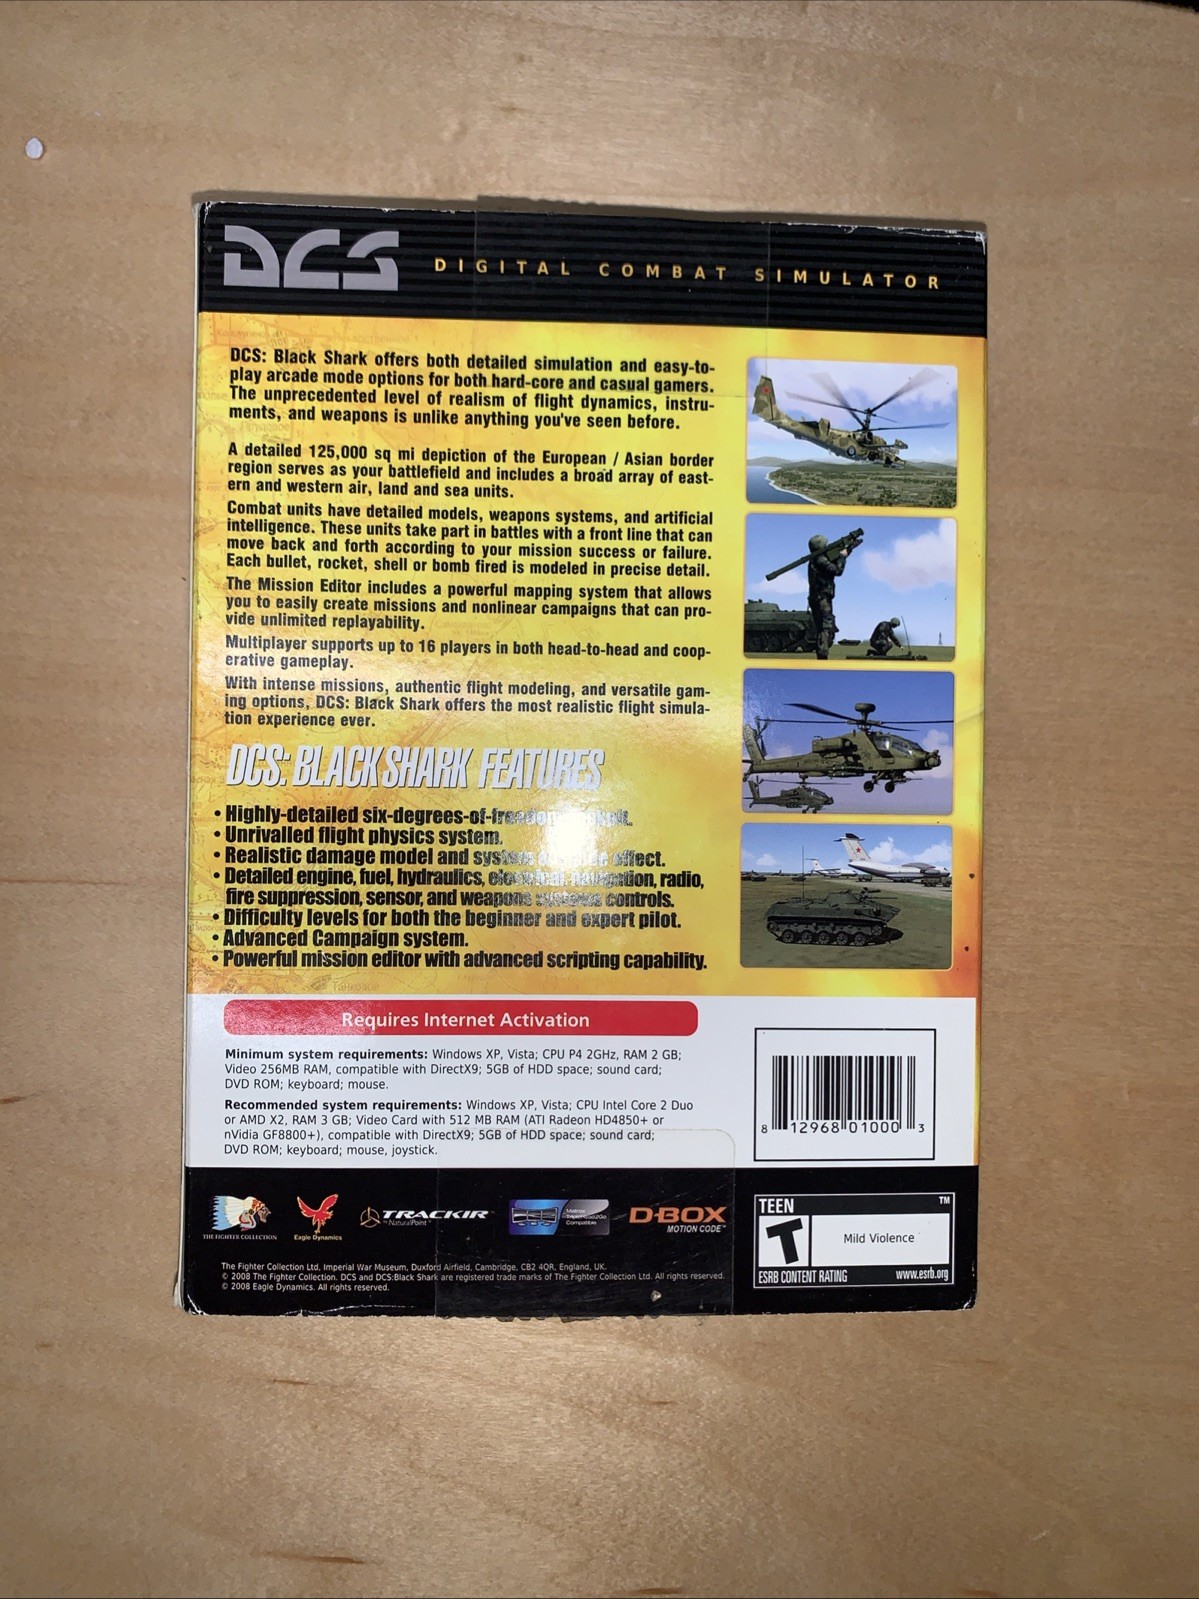 DCS
DIGITAL COMBAT SIMULATOR
DCS: Black Shark offers both detailed simulation and easy-to-
play arcade mode options for both hard-core and casual gamers.
The unprecedented level of realism of flight dynamics, instru-
ments, and weapons is unlike anything you've seen before.
A detailed 125,000 sq mi depiction of the European / Asian border
region serves as your battlefield and includes a broad array of east-
ern and western air, land and sea units.
Combat units have detailed models, weapons systems, and artificial
intelligence. These units take part in battles with a front line that can
move back and forth according to your mission success or failure.
Each bullet, rocket, shell or bomb fired is modeled in precise detail.
The Mission Editor includes a powerful mapping system that allows
you to easily create missions and nonlinear campaigns that can pro-
vide unlimited replayability.
Multiplayer supports up to 16 players in both head-to-head and coop-
erative gameplay.
With intense missions, authentic flight modeling, and versatile gam-
ing options, DCS: Black Shark offers the most realistic flight simula-
tion experience ever.
DCS: BLACK SHARK FEATURES
• Highly-detailed six-degrees-of-freedom
• Unrivalled flight physics system.
• Realistic damage model and system effect.
• Detailed engine, fuel, hydraulics, electrical, navigation, radio,
fire suppression, sensor, and weapons systems controls.
• Difficulty levels for both the beginner and expert pilot.
• Advanced Campaign system.
• Powerful mission editor with advanced scripting capability.
Танковое
Requires Internet Activation
Minimum system requirements: Windows XP, Vista; CPU P4 2GHz, RAM 2 GB;
Video 256MB RAM, compatible with DirectX9; 5GB of HDD space; sound card;
DVD ROM; keyboard; mouse.
Recommended system requirements: Windows XP, Vista; CPU Intel Core 2 Duo
or AMD X2, RAM 3 GB; Video Card with 512 MB RAM (ATI Radeon HD4850+ or
nVidia GF8800+), compatible with DirectX9; 5GB of HDD space; sound card;
DVD ROM; keyboard; mouse, joystick.
8 12968 01000 3
THE FIGHTER COLLECTION
Eagle Dynamics
TRACKIR
by NaturalPoint
Matrox
TripleHead2Go
Compatible
D-BOX
MOTION CODE™
TEEN
TM
T
Mild Violence
ESRB CONTENT RATING www.esrb.org
The Fighter Collection Ltd, Imperial War Museum, Duxford Airfield, Cambridge, CB2 4QR, England, UK.
© 2008 The Fighter Collection. DCS and DCS:Black Shark are registered trade marks of The Fighter Collection Ltd. All rights reserved.
© 2008 Eagle Dynamics. All rights reserved.